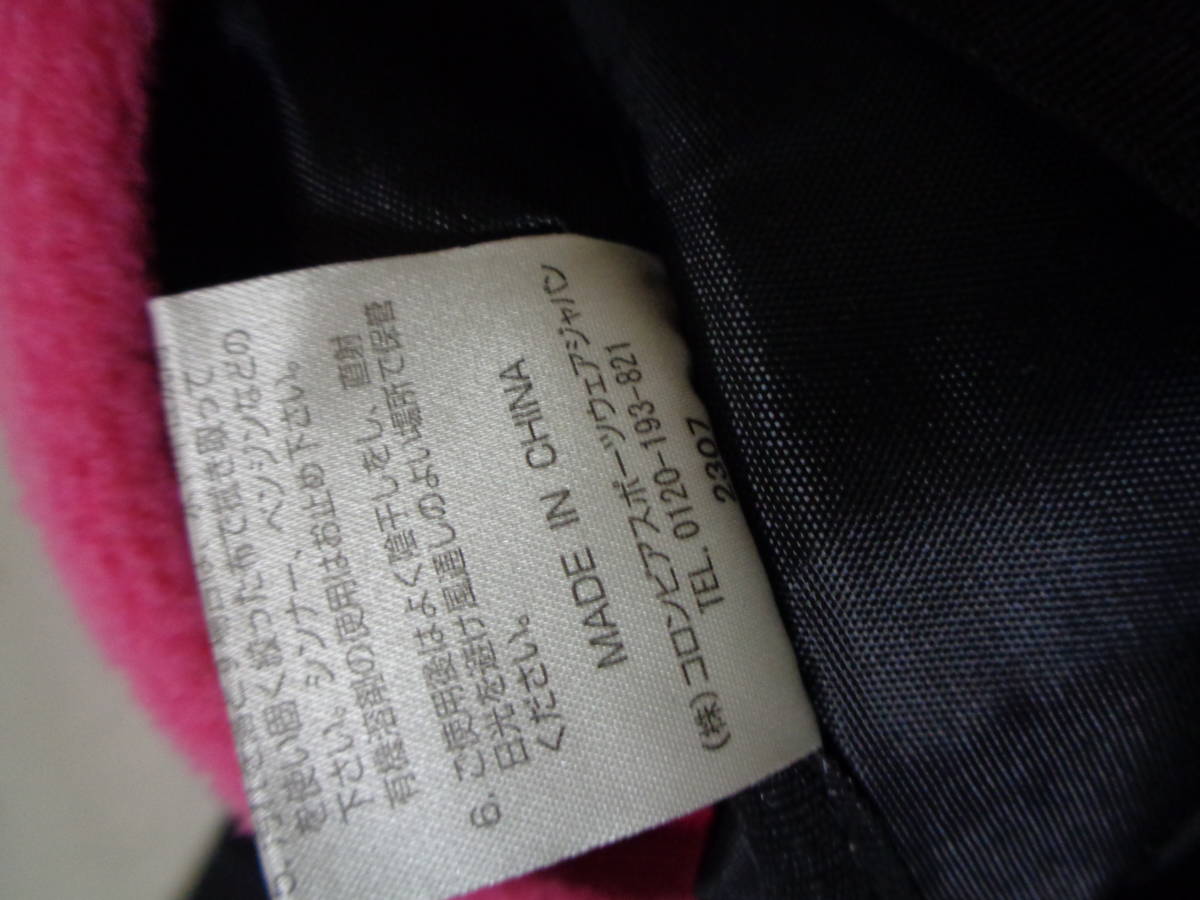 を使い固く絞った布で拭き取って
下さい。シンナー、ベンジンなどの
有機溶剤の使用はお止め下さい。
6. ご使用後はよく陰干しをし、直射
日光を避け風通しのよい場所で保管
ください。
MADE IN CHINA
(株)コロンビアスポーツウェアジャパン
TEL. 0120-193-821
2307